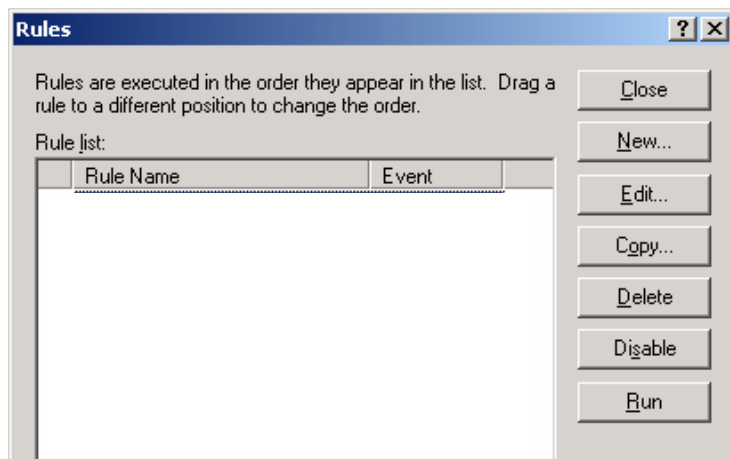 Rules
Rules are executed in the order they appear in the list. Drag a
rule to a different position to change the order.
Rule list:
Rule Name Event
Close
New...
Edit...
Copy...
Delete
Disable
Run